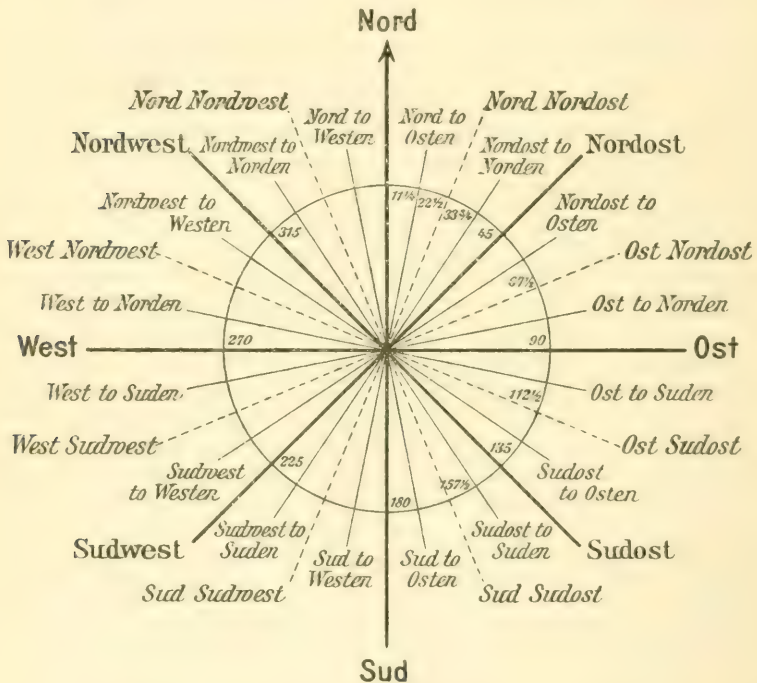 Nord
Nord Nordwest
Nord to
Westen
Nord to
Osten
Nord Nordost
Nordwest
Nordwest to
Norden
Nordost to
Norden
Nordost
11¼
22½
33¾
Nordwest to
Westen
315
45
Nordost to
Osten
West Nordwest
67½
Ost Nordost
West to Norden
Ost to Norden
West
270
90
Ost
West to Suden
112½
Ost to Suden
West Sudwest
Ost Sudost
Sudwest
to Westen
225
135
Sudost
to Osten
157½
180
Sudwest
Sudwest to
Suden
Sud to
Westen
Sud to
Osten
Sudost to
Suden
Sudost
Sud Sudwest
Sud Sudost
Sud